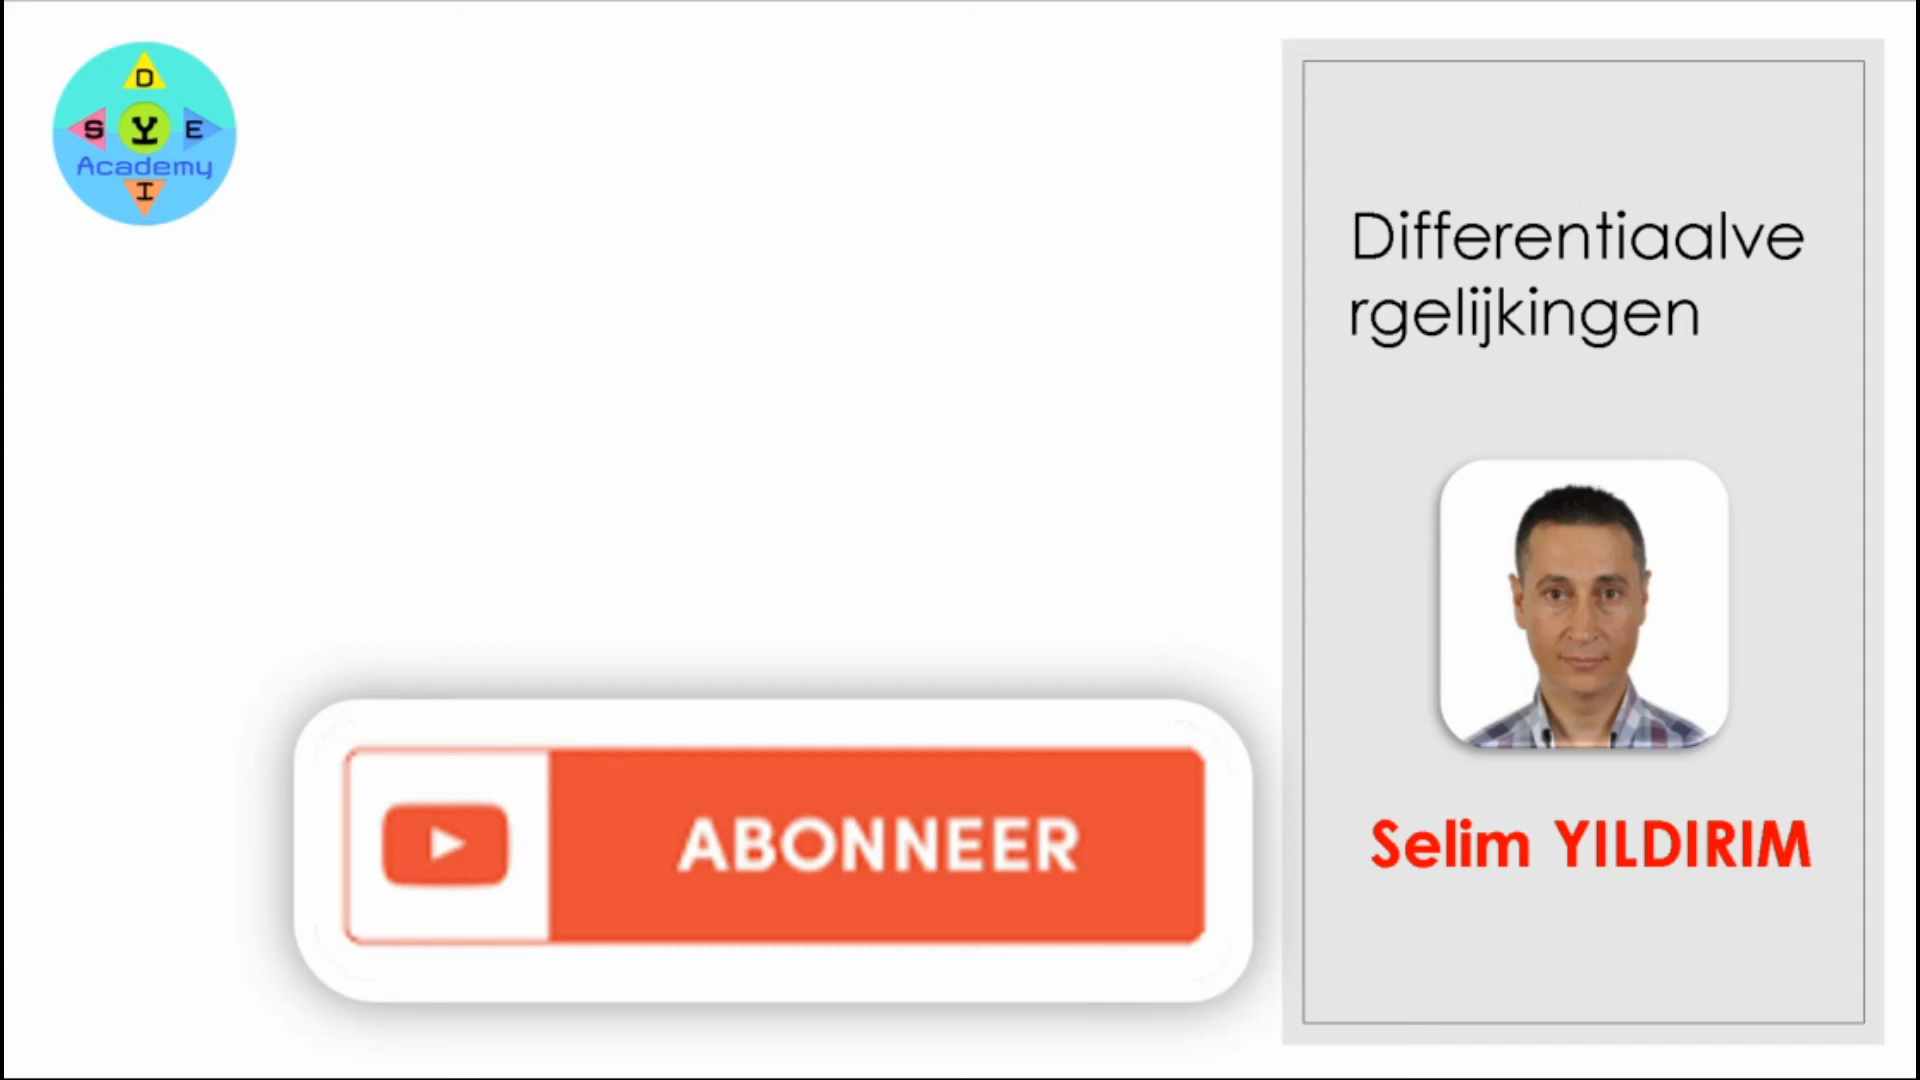 D
S Y E
Academy
I
Differentiaalve
rgelijkingen
Selim YILDIRIM
ABONNEER